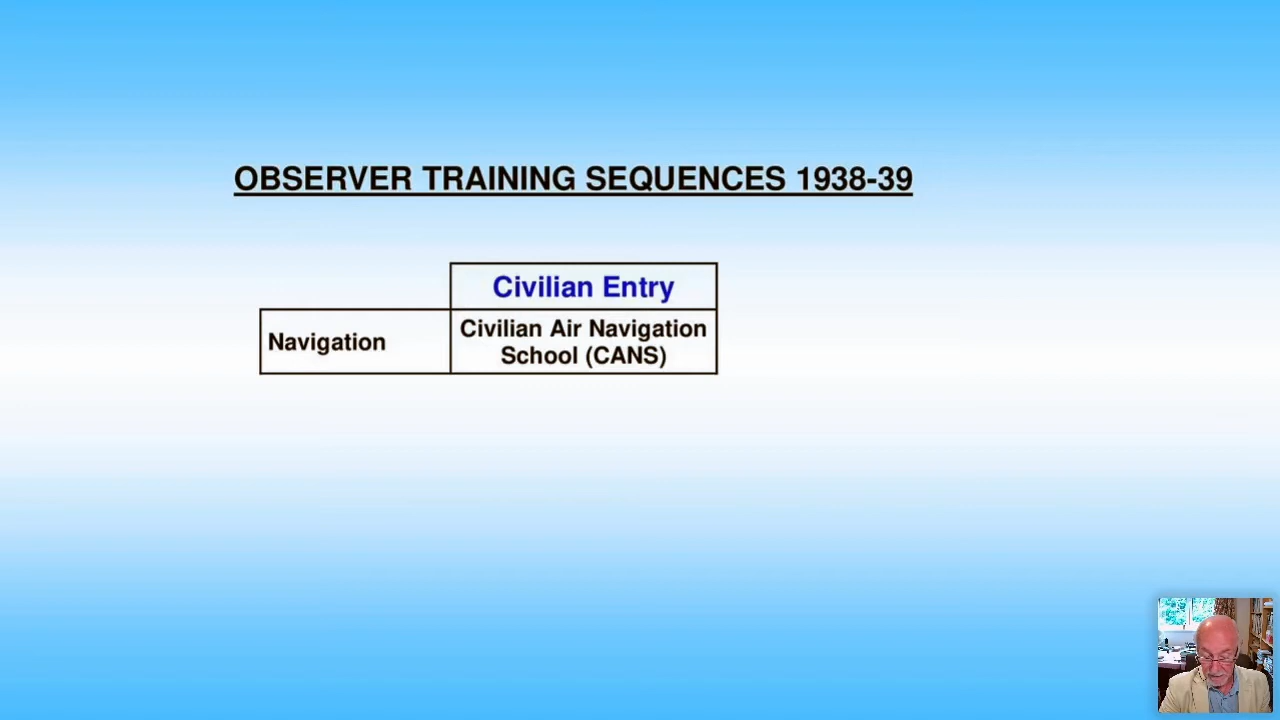 OBSERVER TRAINING SEQUENCES 1938-39
Civilian Entry
Navigation
Civilian Air Navigation
School (CANS)